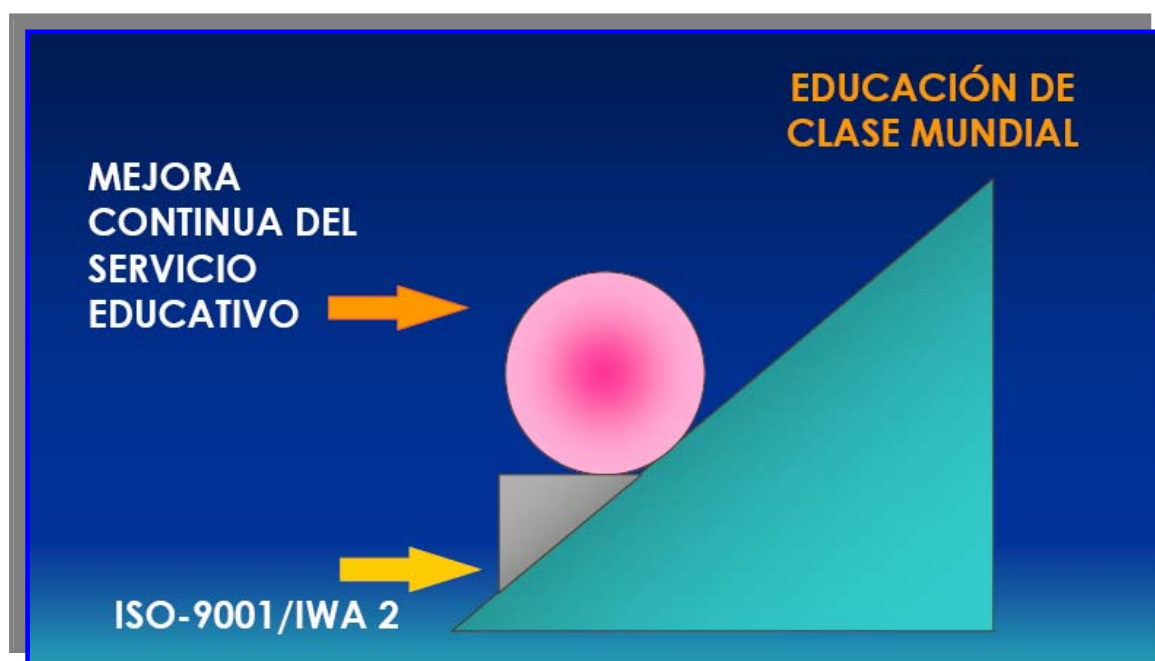 EDUCACIÓN DE
CLASE MUNDIAL
MEJORA
CONTINUA DEL
SERVICIO
EDUCATIVO
ISO-9001/IWA 2